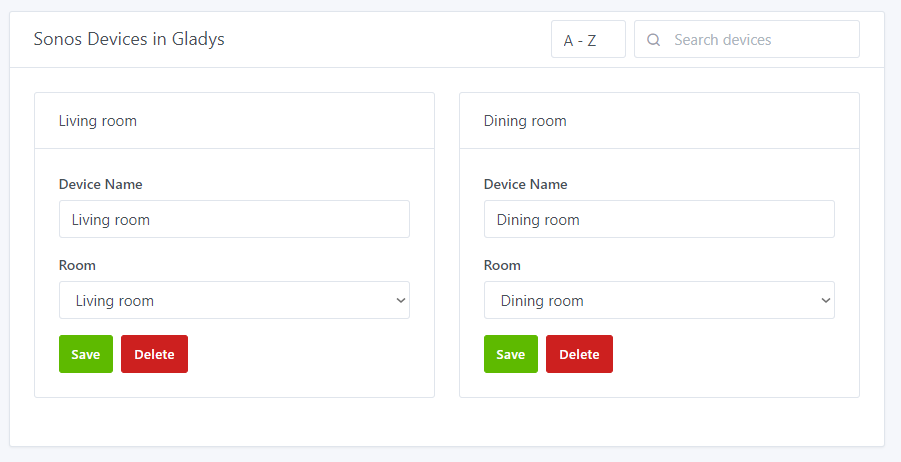 Sonos Devices in Gladys
A - Z
Search devices
Living room
Device Name
Living room
Room
Living room
Save
Delete
Dining room
Device Name
Dining room
Room
Dining room
Save
Delete